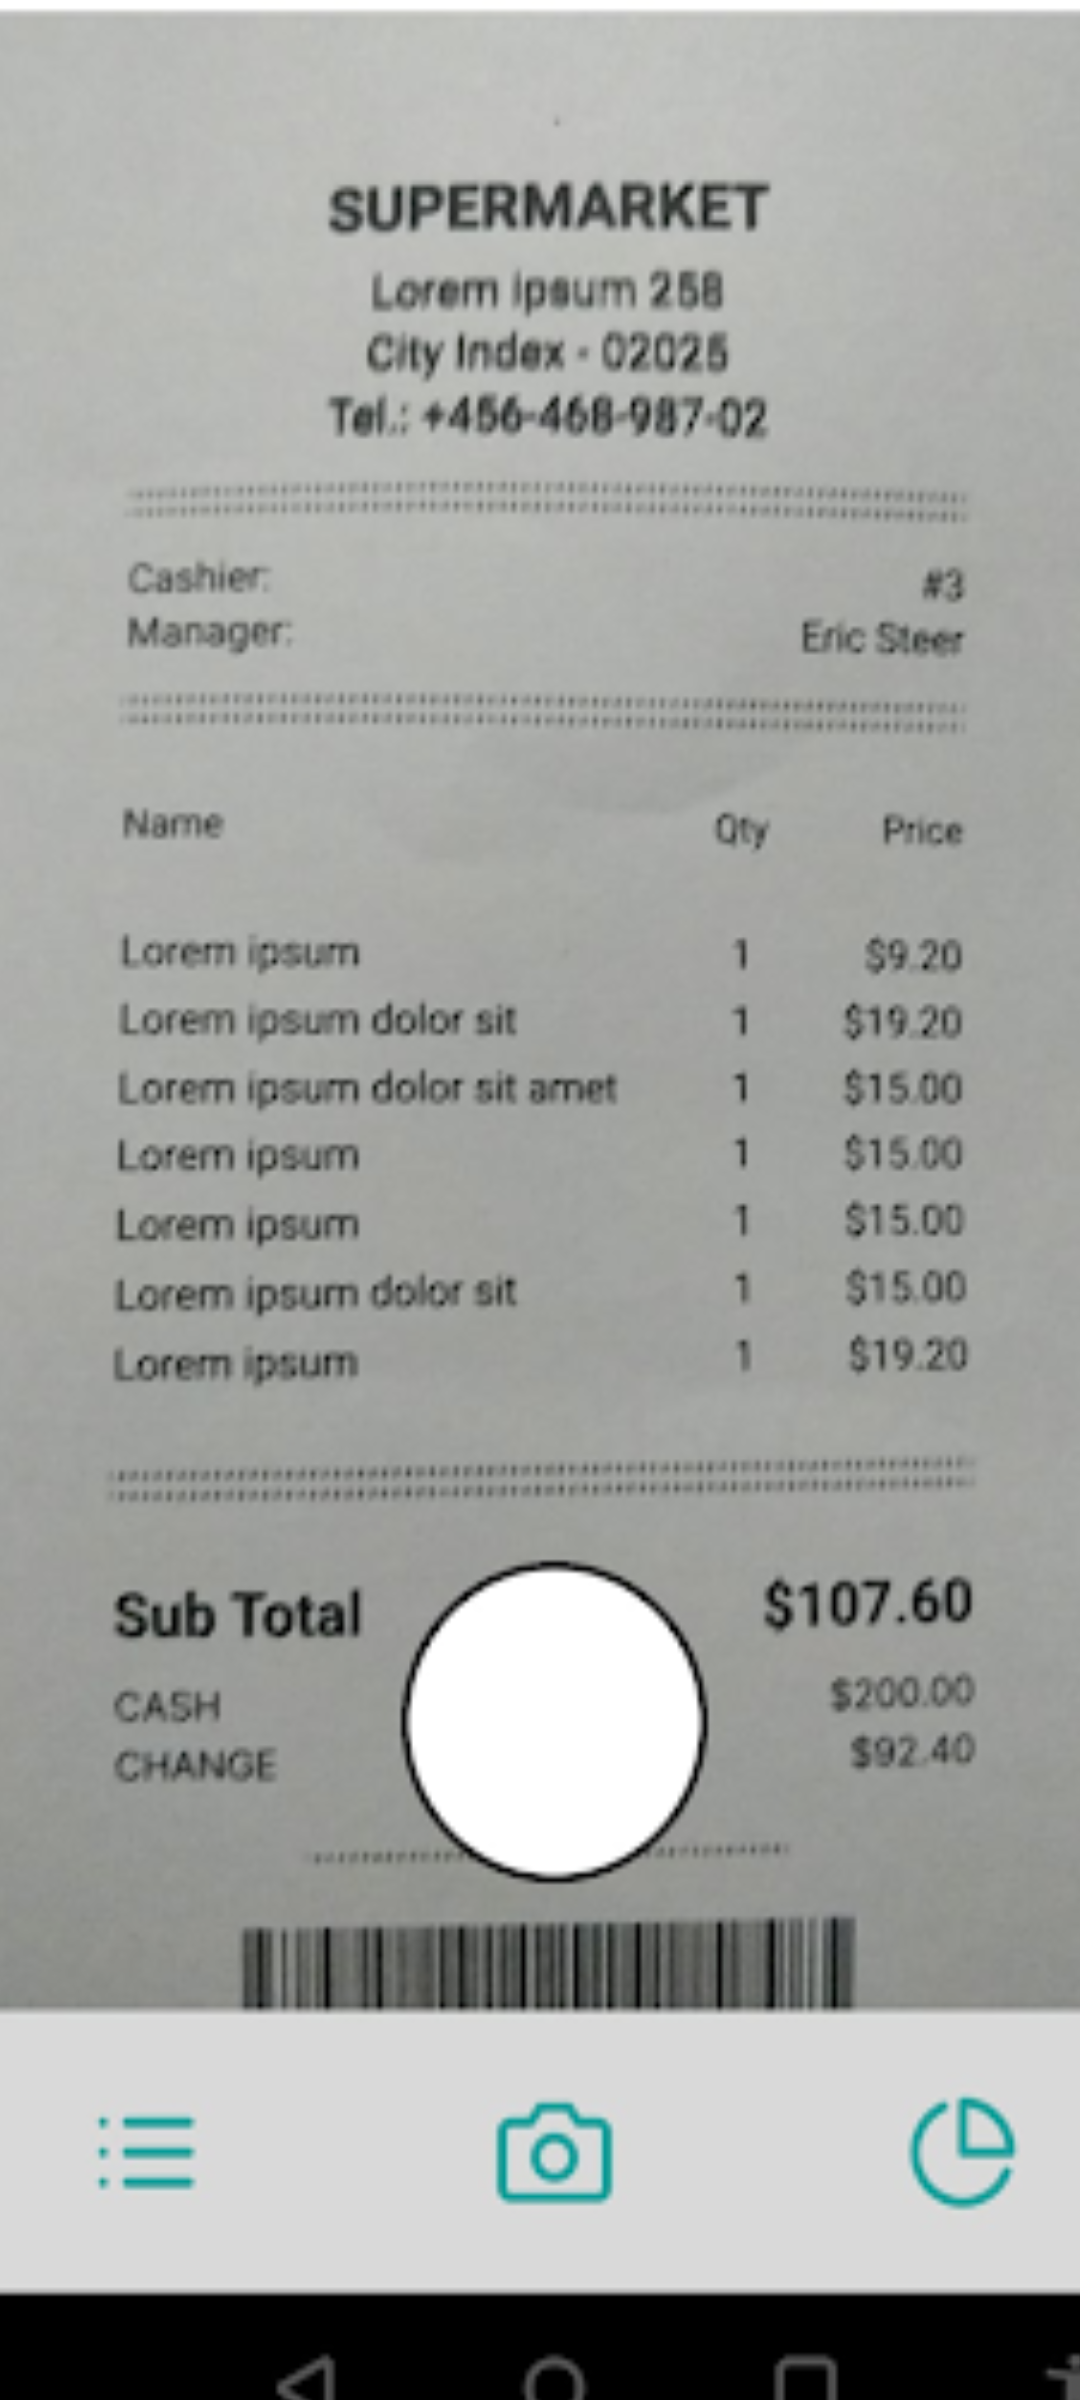 SUPERMARKET
Lorem ipsum 258
City Index - 02025
Tel.: +456-468-987-02
Cashier: #3
Manager: Eric Steer
Name Qty Price
Lorem ipsum 1 $9.20
Lorem ipsum dolor sit 1 $19.20
Lorem ipsum dolor sit amet 1 $15.00
Lorem ipsum 1 $15.00
Lorem ipsum 1 $15.00
Lorem ipsum dolor sit 1 $15.00
Lorem ipsum 1 $19.20
Sub Total $107.60
CASH $200.00
CHANGE $92.40